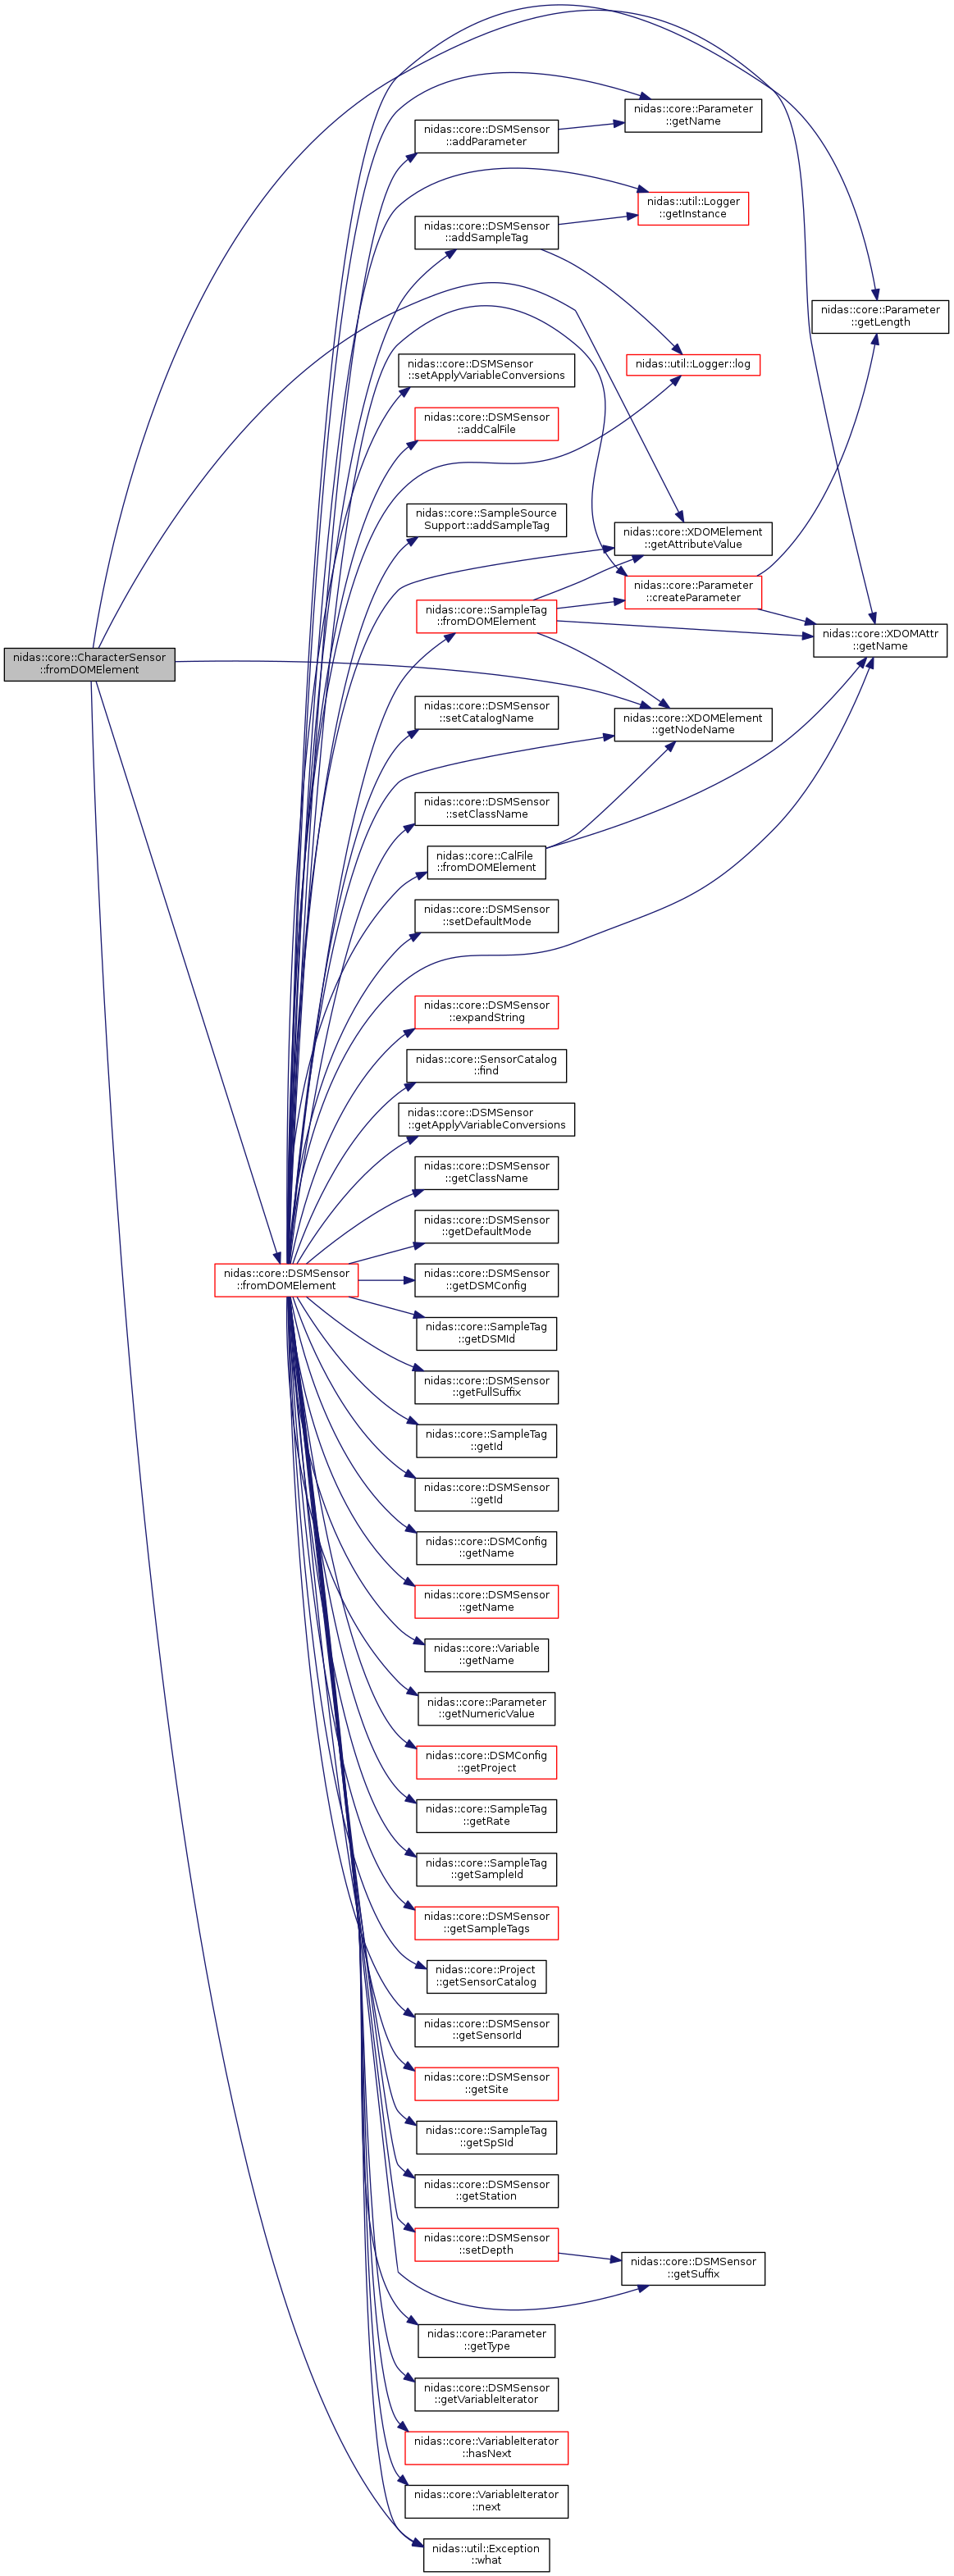 nidas::core::Parameter
::getName
nidas::core::DSMSensor
::addParameter
nidas::util::Logger
::getInstance
nidas::core::DSMSensor
::addSampleTag
nidas::core::Parameter
::getLength
nidas::util::Logger::log
nidas::core::DSMSensor
::setApplyVariableConversions
nidas::core::DSMSensor
::addCalFile
nidas::core::SampleSource
Support::addSampleTag
nidas::core::XDOMElement
::getAttributeValue
nidas::core::Parameter
::createParameter
nidas::core::SampleTag
::fromDOMElement
nidas::core::XDOMAttr
::getName
nidas::core::CharacterSensor
::fromDOMElement
nidas::core::DSMSensor
::setCatalogName
nidas::core::XDOMElement
::getNodeName
nidas::core::DSMSensor
::setClassName
nidas::core::CalFile
::fromDOMElement
nidas::core::DSMSensor
::setDefaultMode
nidas::core::DSMSensor
::expandString
nidas::core::SensorCatalog
::find
nidas::core::DSMSensor
::getApplyVariableConversions
nidas::core::DSMSensor
::getClassName
nidas::core::DSMSensor
::getDefaultMode
nidas::core::DSMSensor
::fromDOMElement
nidas::core::DSMSensor
::getDSMConfig
nidas::core::SampleTag
::getDSMId
nidas::core::DSMSensor
::getFullSuffix
nidas::core::SampleTag
::getId
nidas::core::DSMSensor
::getId
nidas::core::DSMConfig
::getName
nidas::core::DSMSensor
::getName
nidas::core::Variable
::getName
nidas::core::Parameter
::getNumericValue
nidas::core::DSMConfig
::getProject
nidas::core::SampleTag
::getRate
nidas::core::SampleTag
::getSampleId
nidas::core::DSMSensor
::getSampleTags
nidas::core::Project
::getSensorCatalog
nidas::core::DSMSensor
::getSensorId
nidas::core::DSMSensor
::getSite
nidas::core::SampleTag
::getSpSId
nidas::core::DSMSensor
::getStation
nidas::core::DSMSensor
::setDepth
nidas::core::DSMSensor
::getSuffix
nidas::core::Parameter
::getType
nidas::core::DSMSensor
::getVariableIterator
nidas::core::VariableIterator
::hasNext
nidas::core::VariableIterator
::next
nidas::util::Exception
::what